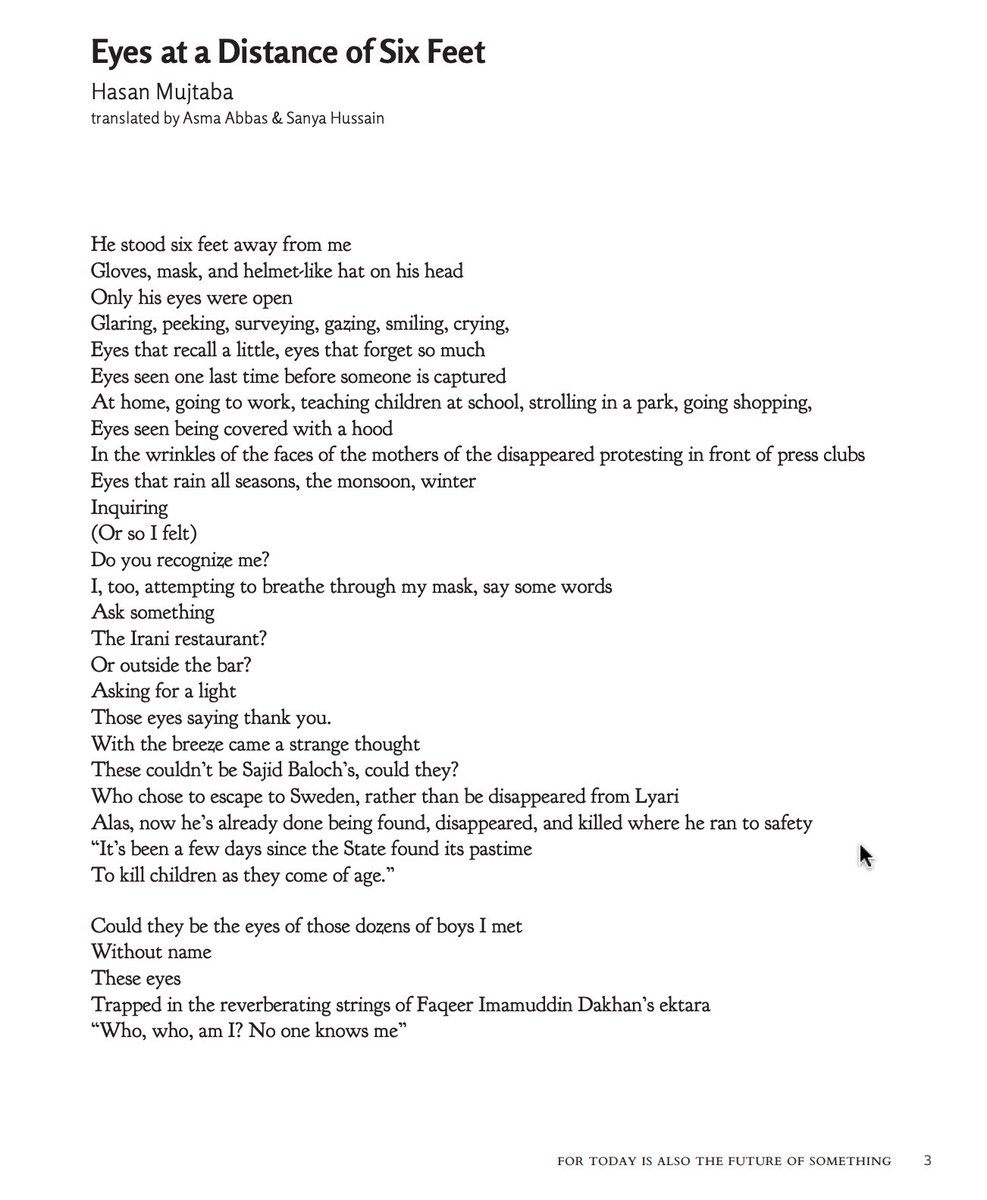 Eyes at a Distance of Six Feet
Hasan Mujtaba
translated by Asma Abbas & Sanya Hussain
He stood six feet away from me
Gloves, mask, and helmet-like hat on his head
Only his eyes were open
Glaring, peeking, surveying, gazing, smiling, crying,
Eyes that recall a little, eyes that forget so much
Eyes seen one last time before someone is captured
At home, going to work, teaching children at school, strolling in a park, going shopping,
Eyes seen being covered with a hood
In the wrinkles of the faces of the mothers of the disappeared protesting in front of press clubs
Eyes that rain all seasons, the monsoon, winter
Inquiring
(Or so I felt)
Do you recognize me?
I, too, attempting to breathe through my mask, say some words
Ask something
The Irani restaurant?
Or outside the bar?
Asking for a light
Those eyes saying thank you.
With the breeze came a strange thought
These couldn’t be Sajid Baloch’s, could they?
Who chose to escape to Sweden, rather than be disappeared from Lyari
Alas, now he’s already done being found, disappeared, and killed where he ran to safety
“It’s been a few days since the State found its pastime
To kill children as they come of age.”
Could they be the eyes of those dozens of boys I met
Without name
These eyes
Trapped in the reverberating strings of Faqeer Imamuddin Dakhan’s ektara
“Who, who, am I? No one knows me”
FOR TODAY IS ALSO THE FUTURE OF SOMETHING 3